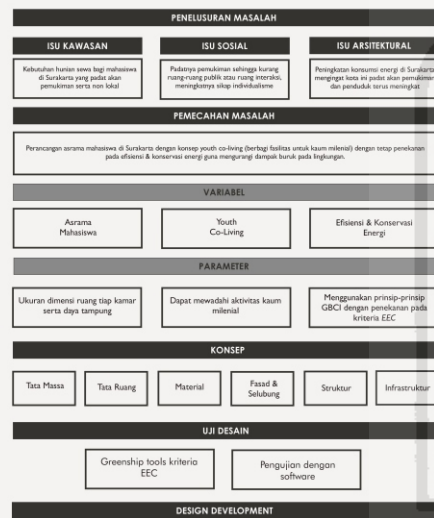 PENELUSURAN MASALAH
ISU KAWASAN
ISU SOSIAL
ISU ARSITEKTURAL
Kebutuhan hunian sewa bagi mahasiswa
di Surakarta yang padat akan
pemukiman serta non lokal
Padatnya pemukiman sehingga kurang
ruang-ruang publik atau ruang interaksi,
meningkatnya sikap individualisme
Peningkatan konsumsi energi di Surakarta
mengingat kota ini padat akan pemukiman
dan penduduk terus meningkat
PEMECAHAN MASALAH
Perancangan asrama mahasiswa di Surakarta dengan konsep youth co-living (berbagi fasilitas untuk kaum milenial) dengan tetap penekanan
pada efisiensi & konservasi energi guna mengurangi dampak buruk pada lingkungan.
VARIABEL
Asrama
Mahasiswa
Youth
Co-Living
Efisiensi & Konservasi
Energi
PARAMETER
Ukuran dimensi ruang tiap kamar
serta daya tampung
Dapat mewadahi aktivitas kaum
milenial
Menggunakan prinsip-prinsip
GBCI dengan penekanan pada
kriteria EEC
KONSEP
Tata Massa
Tata Ruang
Material
Fasad &
Selubung
Struktur
Infrastruktur
UJI DESAIN
Greenship tools kriteria
EEC
Pengujian dengan
software
DESIGN DEVELOPMENT